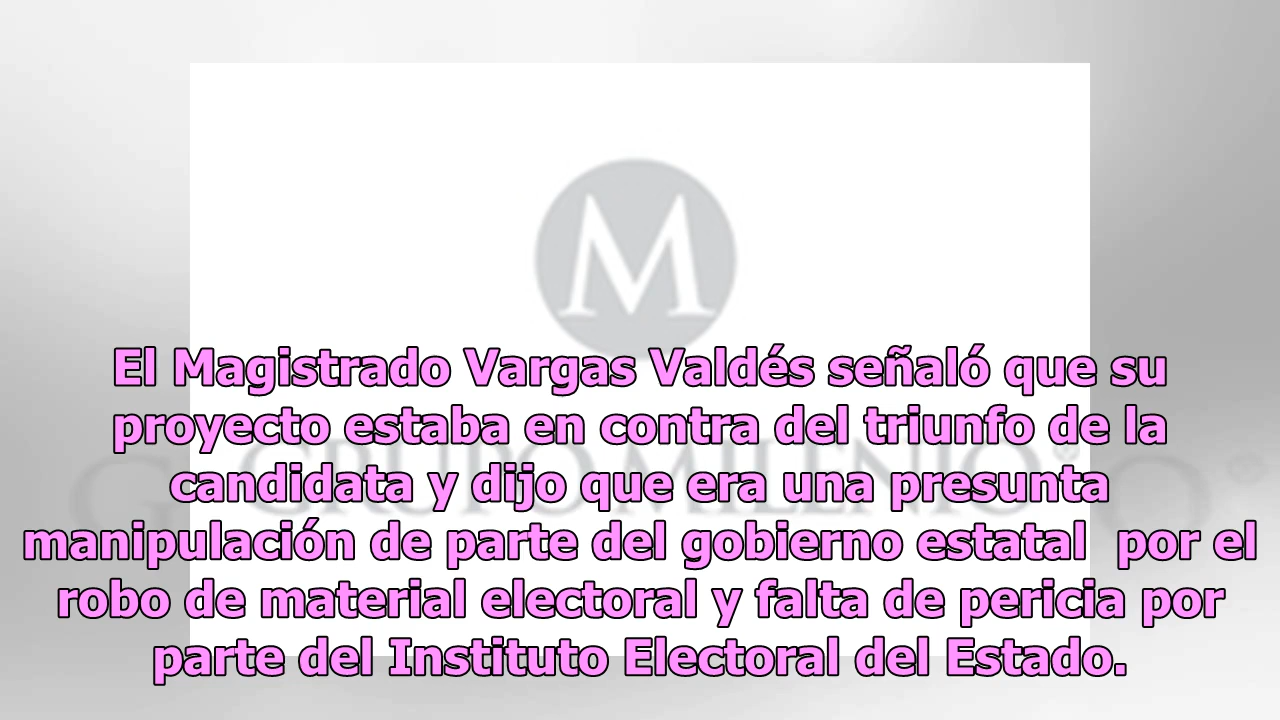 M
GRUPO MILENIO®
El Magistrado Vargas Valdés señaló que su
proyecto estaba en contra del triunfo de la
candidata y dijo que era una presunta
manipulación de parte del gobierno estatal  por el
robo de material electoral y falta de pericia por
parte del Instituto Electoral del Estado.